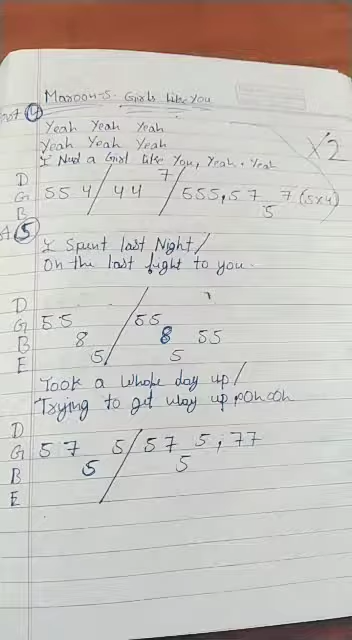 Maroon-5. Girls like You
Part ④
Yeah Yeah Yeah
Yeah Yeah Yeah
I Need a Girl Like You, Yeah. Yeah
X2
D 7
G 55 4/ 44 / 555,57 7 (5x4)
B 5
⑤
I Spent last Night/
On the last fight to you.
D
G 55 / 55
B 8 8 55
E 5 5
Took a whole day up/
Trying to get way up
D
G 57 5/57 5,77
B 5 5
E